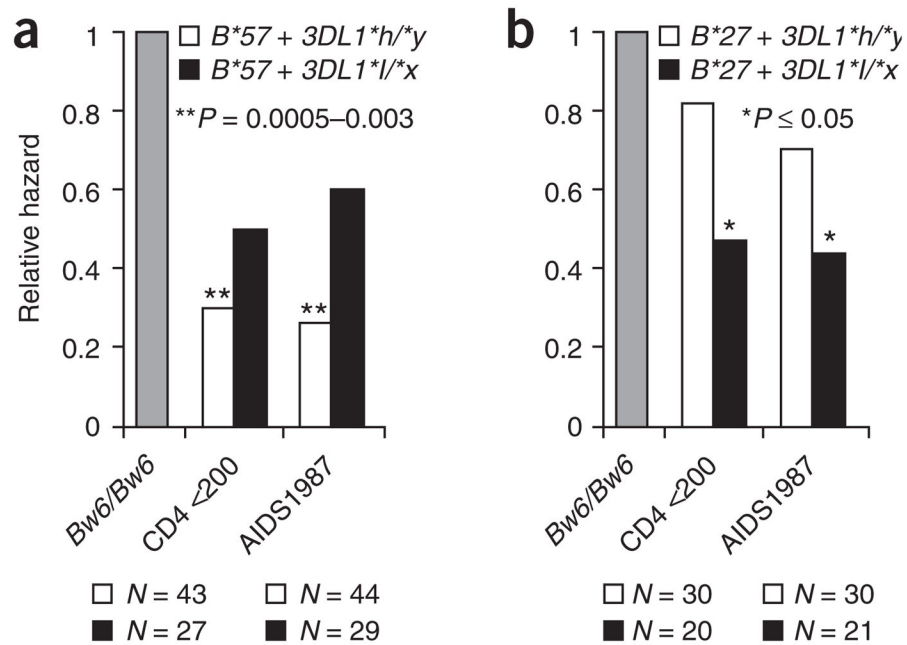 a
1
B*57 + 3DL1*h/*y
B*57 + 3DL1*l/*x
**P = 0.0005–0.003
0.8
0.6
0.4
0.2
0
Relative hazard
**
**
Bw6/Bw6
CD4 <200
AIDS1987
N = 43
N = 44
N = 27
N = 29
b
1
B*27 + 3DL1*h/*y
B*27 + 3DL1*l/*x
*P ≤ 0.05
0.8
0.6
0.4
0.2
0
*
*
Bw6/Bw6
CD4 <200
AIDS1987
N = 30
N = 30
N = 20
N = 21